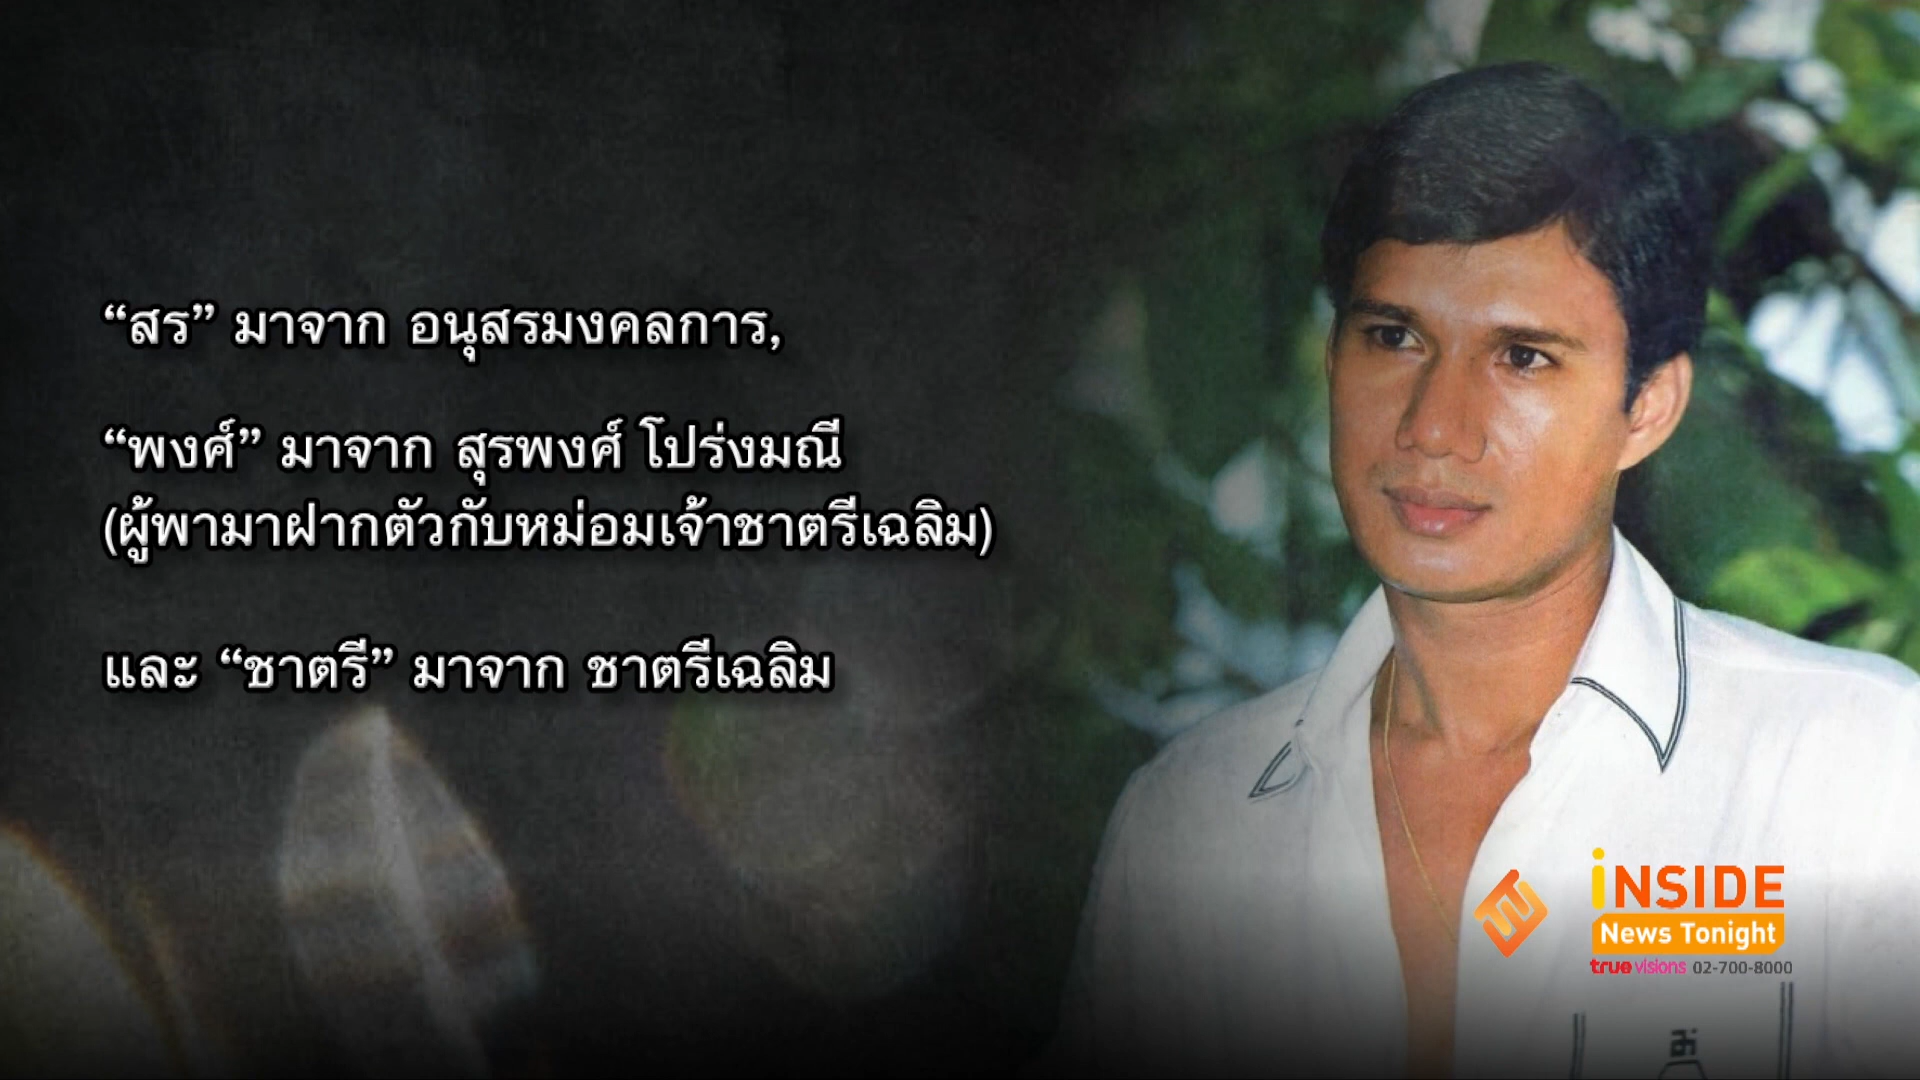 “สร” มาจาก อนุสรมงคลการ,
“พงศ์” มาจาก สุรพงศ์ โปร่งมณี
(ผู้พามาฝากตัวกับหม่อมเจ้าชาตรีเฉลิม)
และ “ชาตรี” มาจาก ชาตรีเฉลิม
iNSIDE
News Tonight
truevisions 02-700-8000